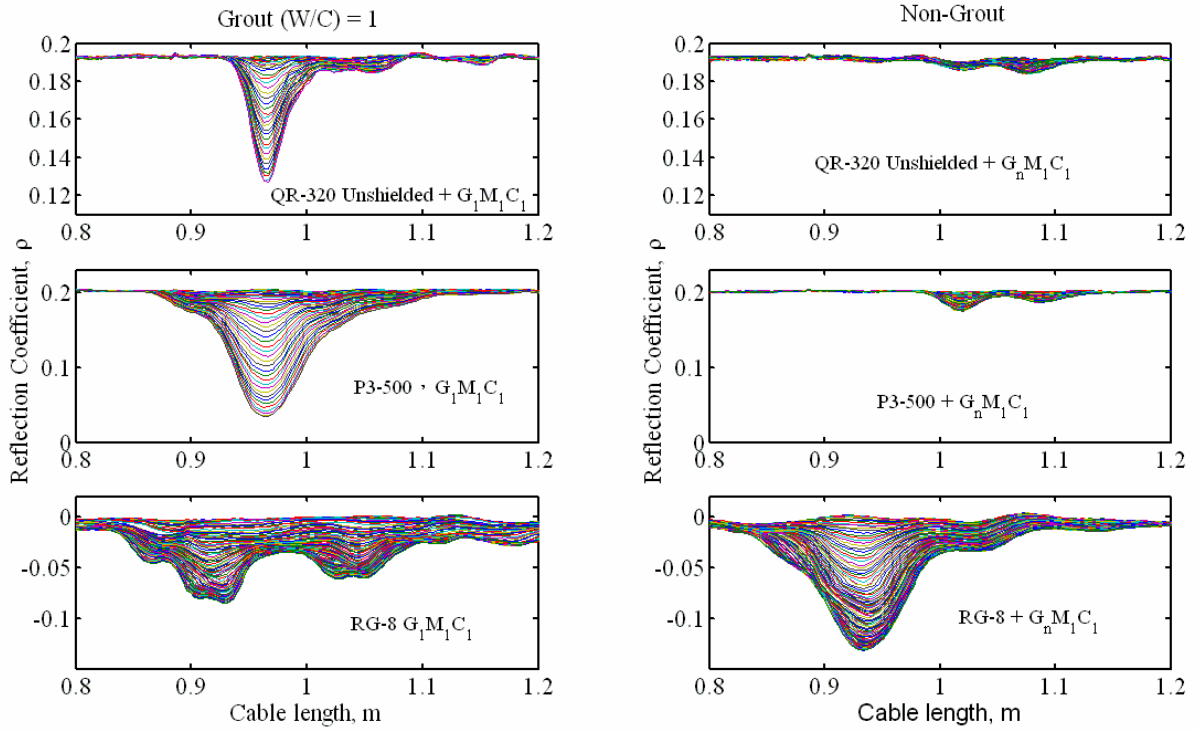 Grout (W/C) = 1
Non-Grout
0.2
0.18
0.16
0.14
0.12
QR-320 Unshielded + G₁M₁C₁
0.8 0.9 1 1.1 1.2
0.2
0.18
0.16
0.14
0.12
QR-320 Unshielded + GₙM₁C₁
0.8 0.9 1 1.1 1.2
Reflection Coefficient, ρ
0.2
0.1
0
P3-500 , G₁M₁C₁
0.8 0.9 1 1.1 1.2
Reflection Coefficient, ρ
0.2
0.1
0
P3-500 + GₙM₁C₁
0.8 0.9 1 1.1 1.2
0
-0.05
-0.1
RG-8 G₁M₁C₁
0.8 0.9 1 1.1 1.2
Cable length, m
0
-0.05
-0.1
RG-8 + GₙM₁C₁
0.8 0.9 1 1.1 1.2
Cable length, m